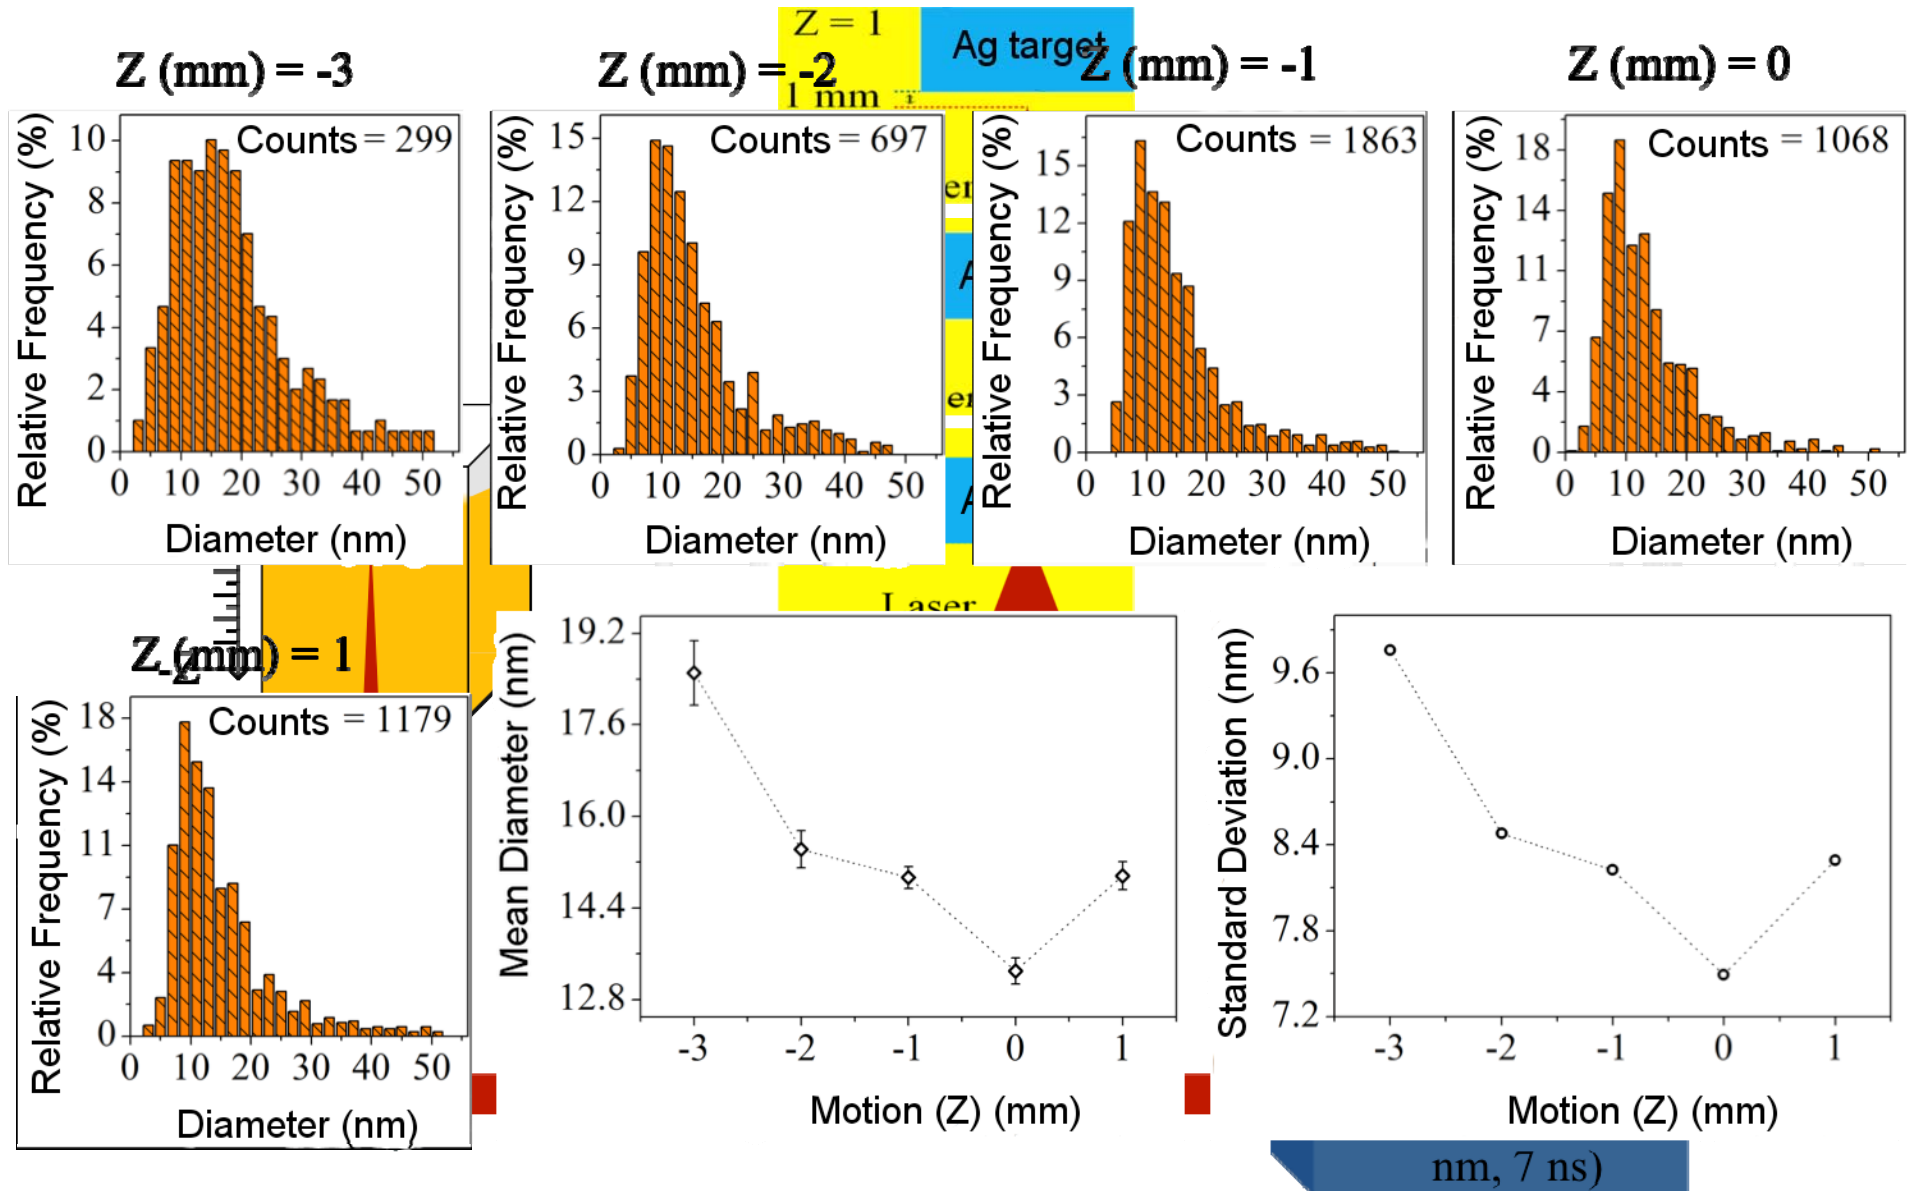 Z = 1
Ag target
1 mm
Z (mm) = -3
Z (mm) = -2
Z (mm) = -1
Z (mm) = 0
Counts = 299
Relative Frequency (%)
10
8
6
4
2
0
0 10 20 30 40 50
Diameter (nm)
Counts = 697
Relative Frequency (%)
15
12
9
6
3
0
0 10 20 30 40 50
Diameter (nm)
Counts = 1863
Relative Frequency (%)
15
12
9
6
3
0
0 10 20 30 40 50
Diameter (nm)
Counts = 1068
Relative Frequency (%)
18
14
11
7
4
0
0 10 20 30 40 50
Diameter (nm)
er
A
er
A
Laser
-Z
Z (mm) = 1
Counts = 1179
Relative Frequency (%)
18
14
11
7
4
0
0 10 20 30 40 50
Diameter (nm)
Mean Diameter (nm)
19.2
17.6
16.0
14.4
12.8
-3 -2 -1 0 1
Motion (Z) (mm)
Standard Deviation (nm)
9.6
9.0
8.4
7.8
7.2
-3 -2 -1 0 1
Motion (Z) (mm)
nm, 7 ns)